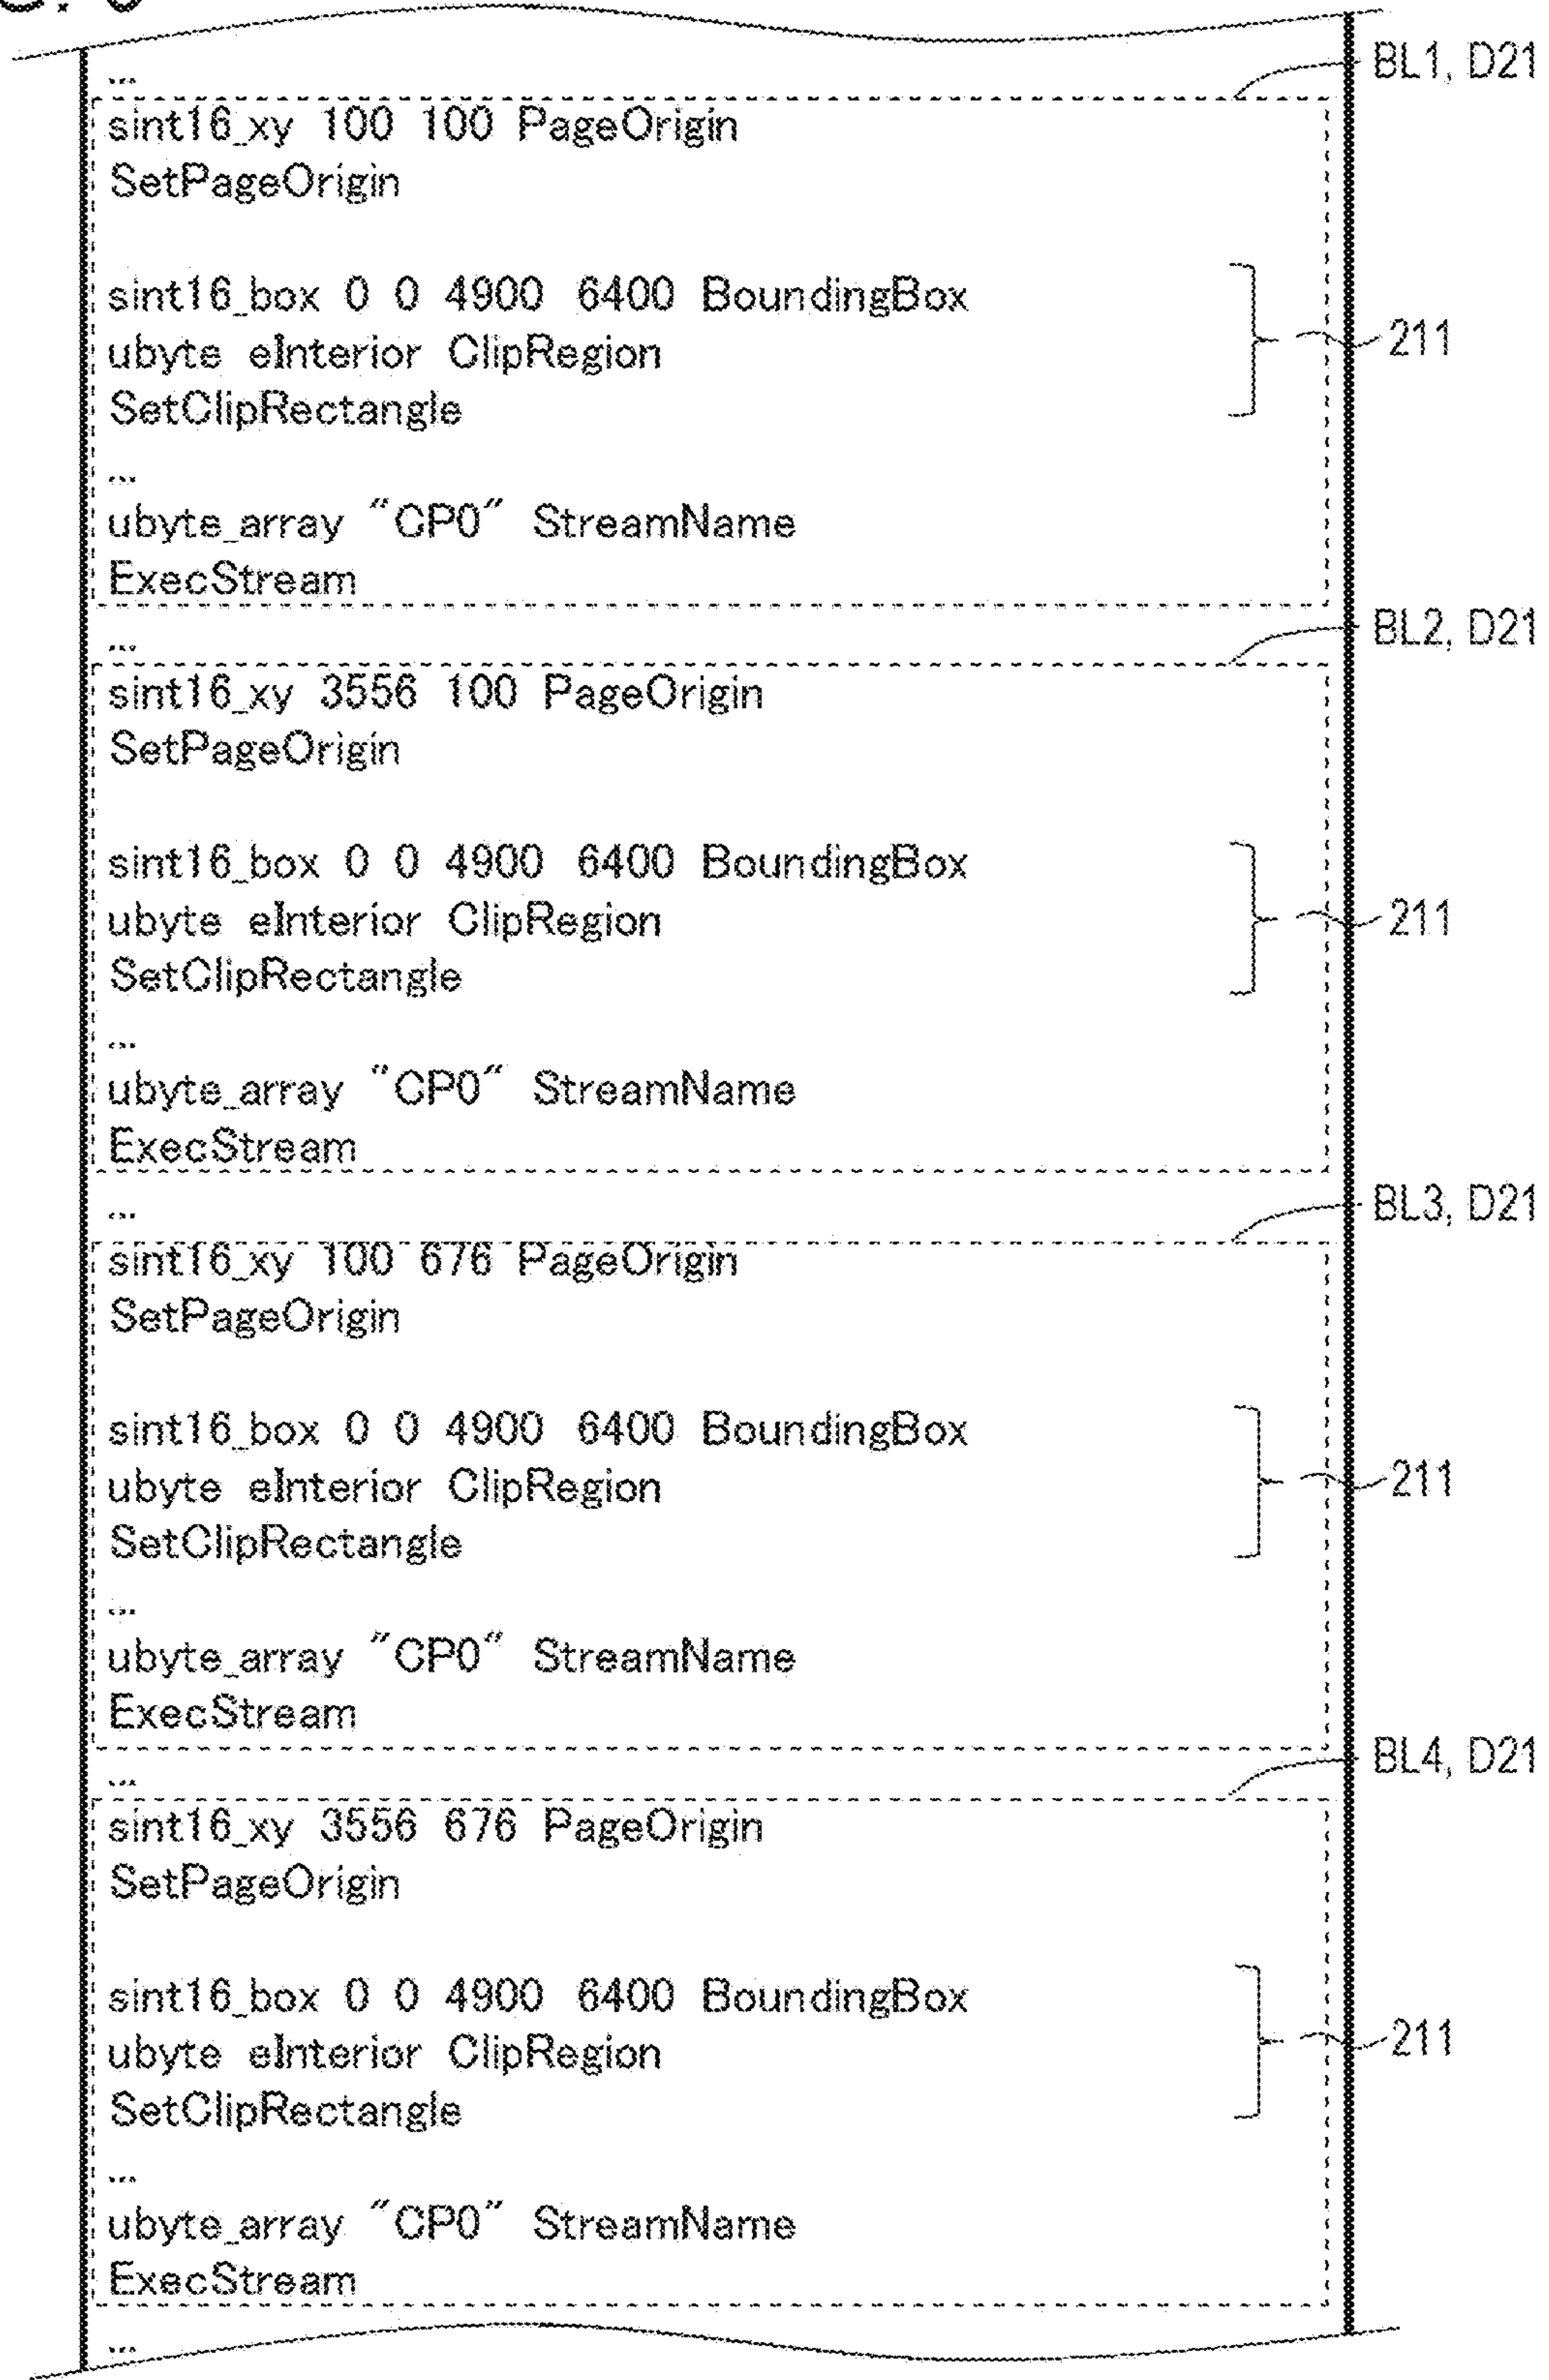 ...
BL1, D21
sint16_xy 100 100 PageOrigin
SetPageOrigin
sint16_box 0 0 4900 6400 BoundingBox
ubyte eInterior ClipRegion
211
SetClipRectangle
...
ubyte_array "CP0" StreamName
ExecStream
BL2, D21
...
sint16_xy 3556 100 PageOrigin
SetPageOrigin
sint16_box 0 0 4900 6400 BoundingBox
ubyte eInterior ClipRegion
211
SetClipRectangle
...
ubyte_array "CP0" StreamName
ExecStream
BL3, D21
...
sint16_xy 100 676 PageOrigin
SetPageOrigin
sint16_box 0 0 4900 6400 BoundingBox
ubyte eInterior ClipRegion
211
SetClipRectangle
...
ubyte_array "CP0" StreamName
ExecStream
BL4, D21
...
sint16_xy 3556 676 PageOrigin
SetPageOrigin
sint16_box 0 0 4900 6400 BoundingBox
ubyte eInterior ClipRegion
211
SetClipRectangle
...
ubyte_array "CP0" StreamName
ExecStream
...